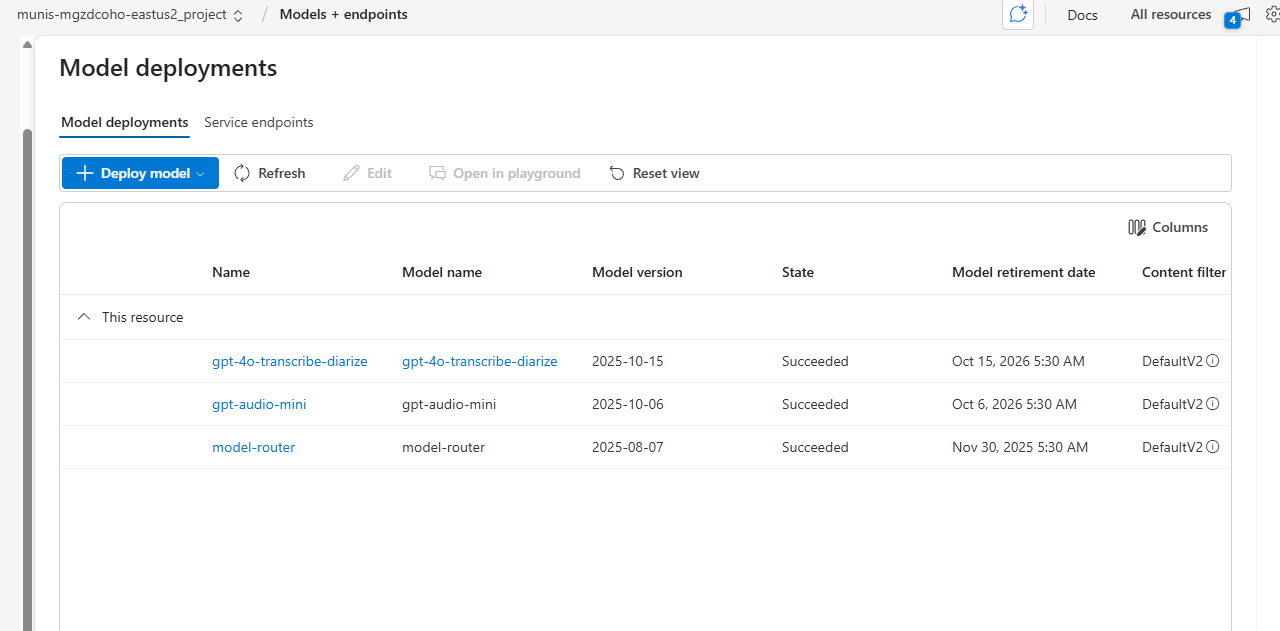 munis-mgzdcoho-eastus2_project / Models + endpoints Docs All resources 4
Model deployments
Model deployments Service endpoints
Deploy model Refresh Edit Open in playground Reset view
Columns
Name Model name Model version State Model retirement date Content filter
This resource
gpt-4o-transcribe-diarize gpt-4o-transcribe-diarize 2025-10-15 Succeeded Oct 15, 2026 5:30 AM DefaultV2
gpt-audio-mini gpt-audio-mini 2025-10-06 Succeeded Oct 6, 2026 5:30 AM DefaultV2
model-router model-router 2025-08-07 Succeeded Nov 30, 2025 5:30 AM DefaultV2